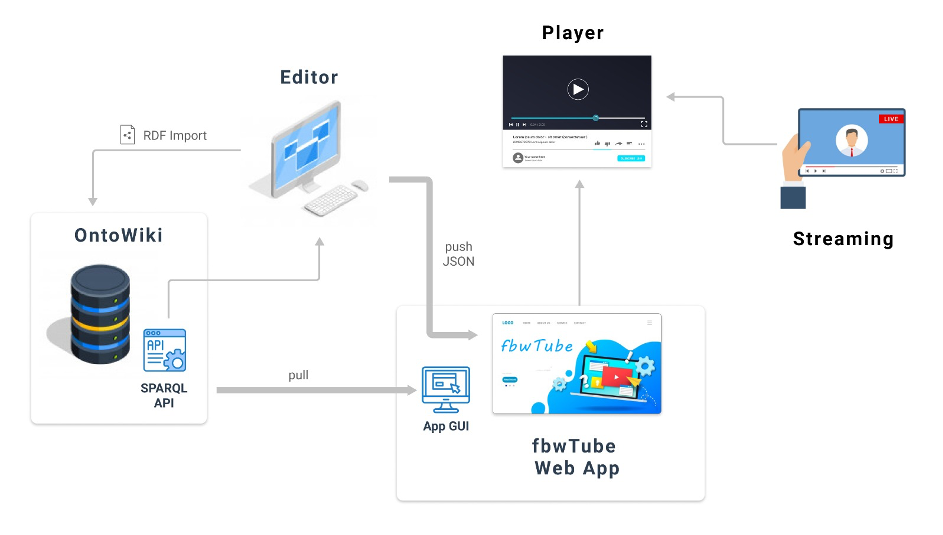 Player
Editor
LIVE
RDF Import
Streaming
OntoWiki
push
JSON
LOGO
fbwTube
API
SPARQL
API
pull
App GUI
fbwTube
Web App